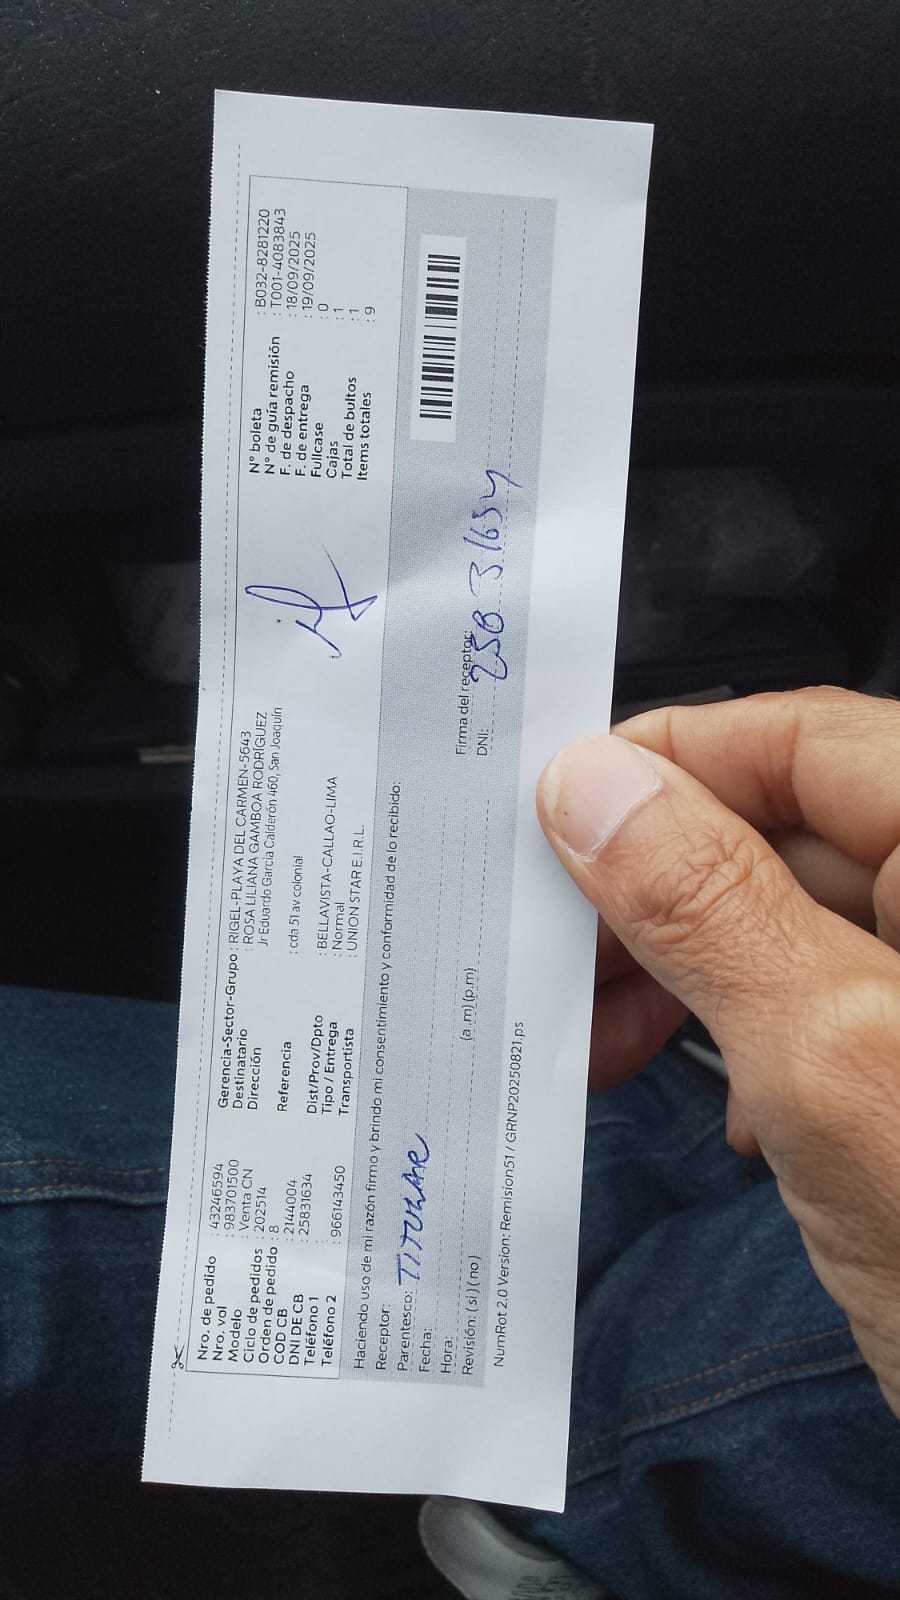 Nro. de pedido : 43246594
Nro. vol : 983701500
Modelo : Venta CN
Ciclo de pedidos : 202514
Orden de pedido : 8
COD CB : 2144004
DNI DE CB : 25831634
Teléfono 1 :
Teléfono 2 : 966143450
Gerencia-Sector-Grupo : RIGEL-PLAYA DEL CARMEN-5643
Destinatario : ROSA LILIANA GAMBOA RODRÍGUEZ
Dirección Jr Eduardo García Calderón 460, San Joaquín
Referencia : cda 51 av colonial
Dist/Prov/Dpto : BELLAVISTA-CALLAO-LIMA
Tipo / Entrega : Normal
Transportista : UNION STAR E.I.R.L.
N° boleta : B032-8281220
N° de guía remisión : T001-4083843
F. de despacho : 18/09/2025
F. de entrega : 19/09/2025
Fullcase : 0
Cajas : 1
Total de bultos : 1
Items totales : 9
Haciendo uso de mi razón firmo y brindo mi consentimiento y conformidad de lo recibido:
Receptor:
Parentesco: TITULAR
Fecha:
Hora: (a.m)(p.m)
Revisión: (si)(no)
Firma del receptor:
DNI: 25831634
NumRot 2.0 Version: Remision51 / GRNP20250821.ps